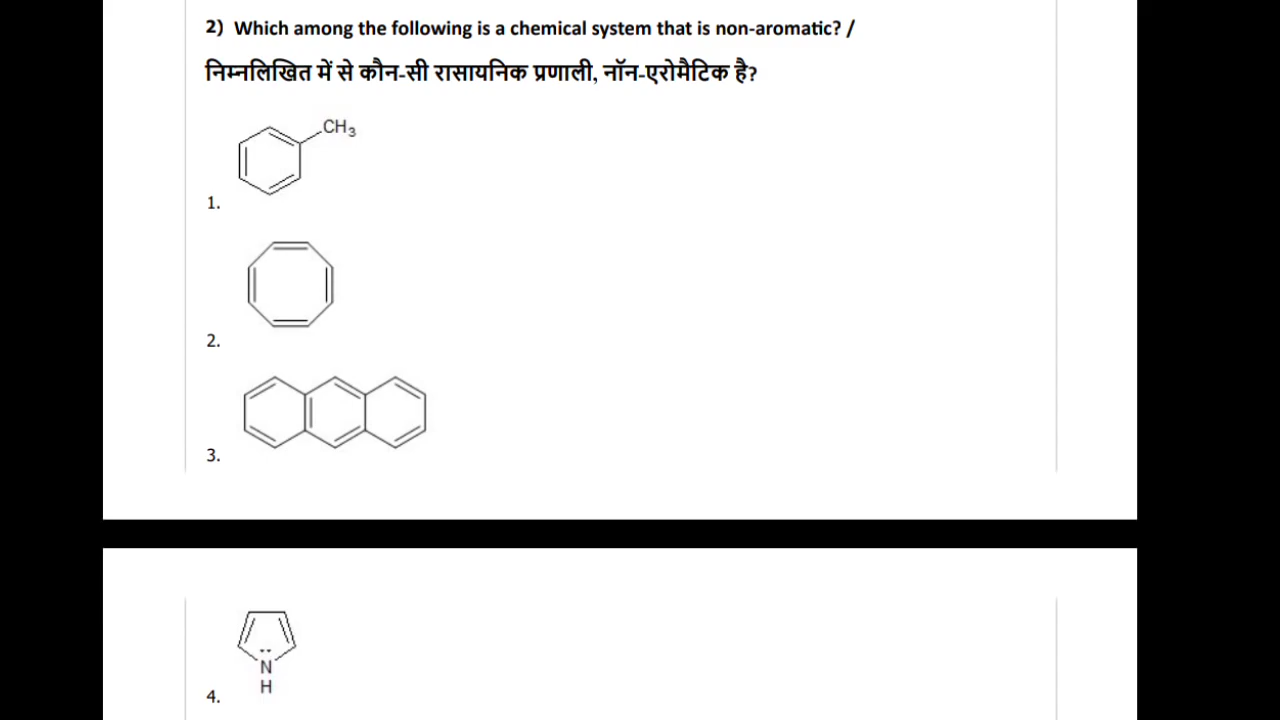 2) Which among the following is a chemical system that is non-aromatic? /
निम्नलिखित में से कौन-सी रासायनिक प्रणाली, नॉन-एरोमैटिक है?
CH₃
1.
2.
3.
N
H
4.